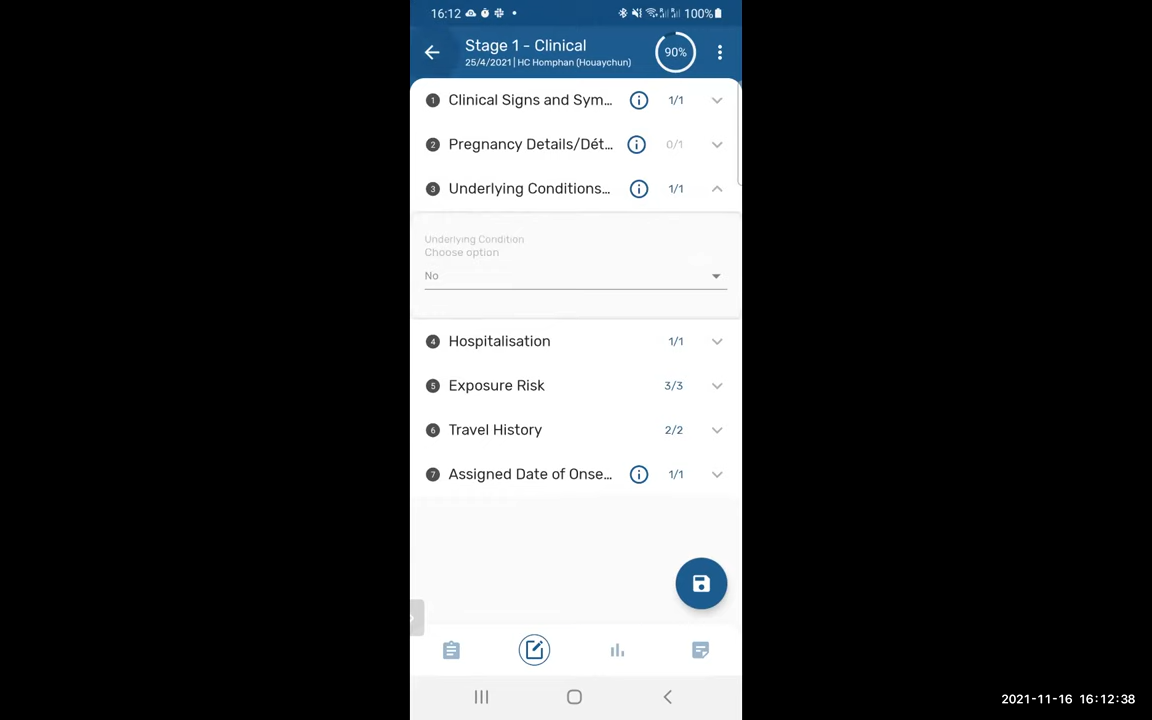 16:12
100%
Stage 1 - Clinical
90%
25/4/2021 | HC Homphan (Houaychun)
1 Clinical Signs and Sym... 1/1
2 Pregnancy Details/Dét... 0/1
3 Underlying Conditions... 1/1
Underlying Condition
Choose option
No
4 Hospitalisation 1/1
5 Exposure Risk 3/3
6 Travel History 2/2
7 Assigned Date of Onse... 1/1
2021-11-16 16:12:38